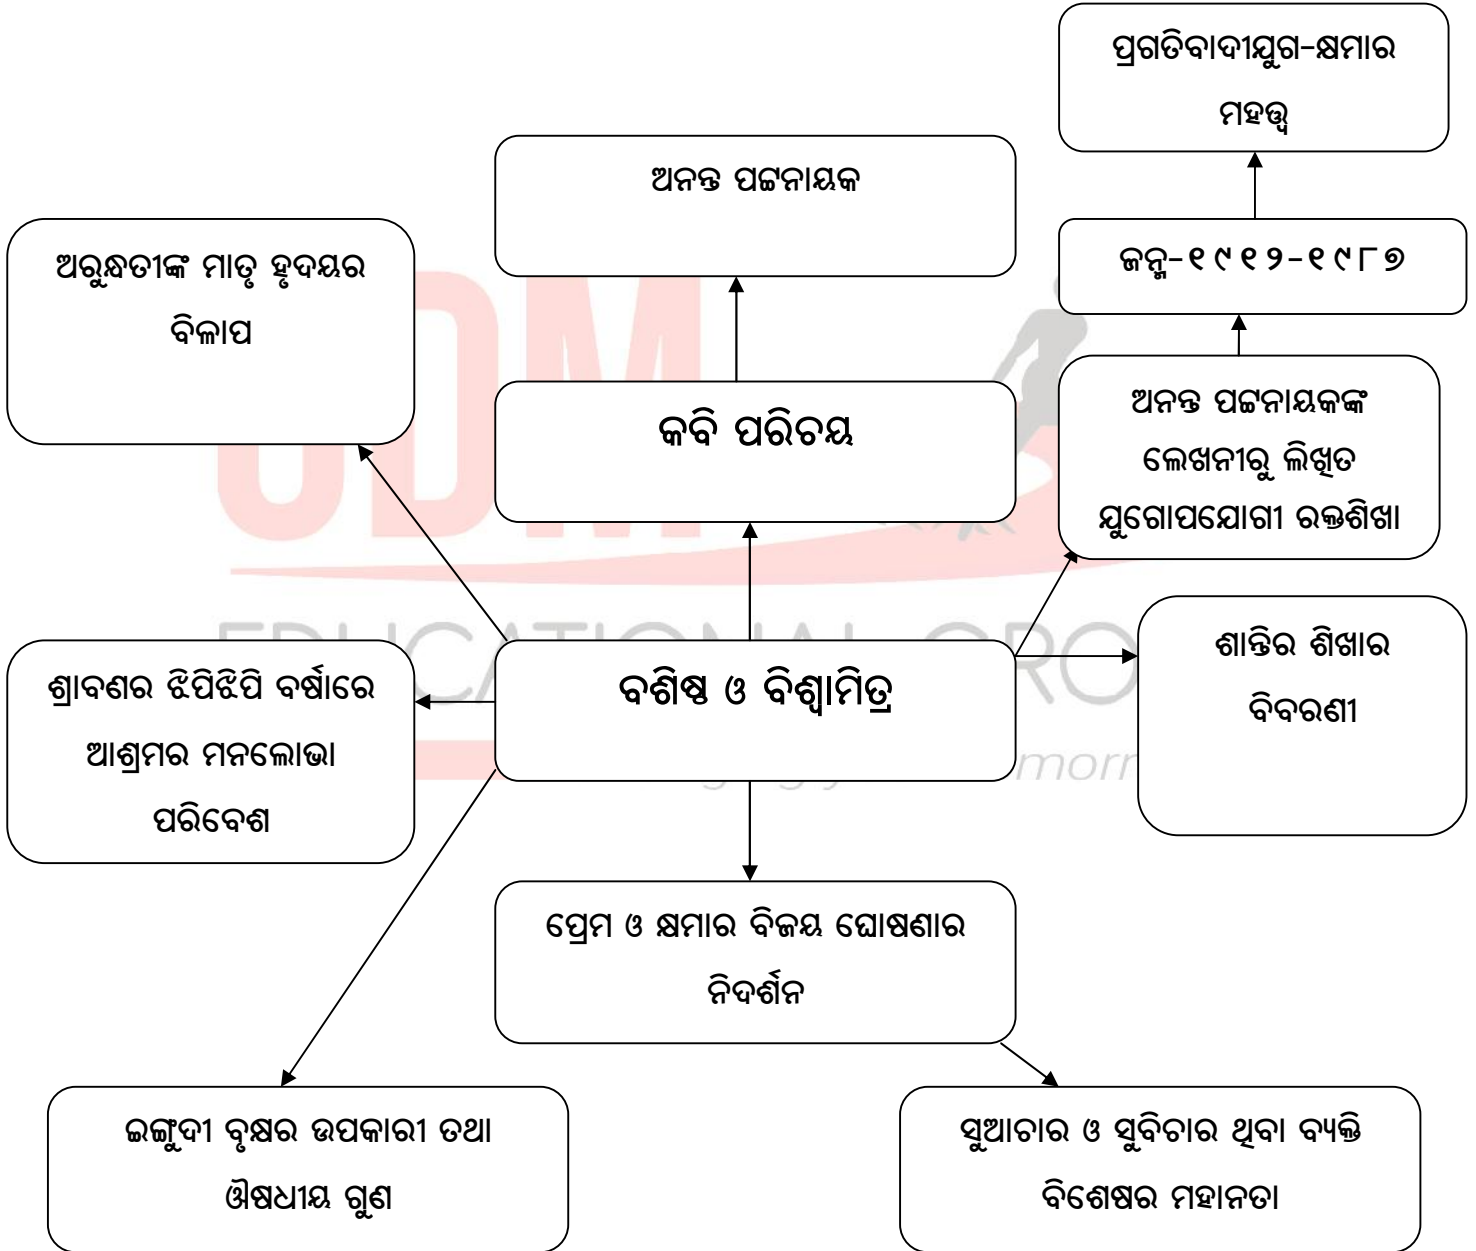 ପ୍ରଗତିବାଦୀଯୁଗ-କ୍ଷମାର
ମହତ୍ତ୍ୱ
ଅନନ୍ତ ପଟ୍ଟନାୟକ
ଜନ୍ମ-୧୯୧୨-୧୯୮୭
ଅରୁନ୍ଧତୀଙ୍କ ମାତୃ ହୃଦୟର
ବିଳାପ
କବି ପରିଚୟ
ଅନନ୍ତ ପଟ୍ଟନାୟକଙ୍କ
ଲେଖନୀରୁ ଲିଖିତ
ଯୁଗୋପଯୋଗୀ ରକ୍ତଶିଖା
ବଶିଷ୍ଠ ଓ ବିଶ୍ୱାମିତ୍ର
ଶାନ୍ତିର ଶିଖାର
ବିବରଣୀ
ଶ୍ରାବଣର ଝିପିଝିପି ବର୍ଷାରେ
ଆଶ୍ରମର ମନଲୋଭା
ପରିବେଶ
ପ୍ରେମ ଓ କ୍ଷମାର ବିଜୟ ଘୋଷଣାର
ନିଦର୍ଶନ
ଇଙ୍ଗୁଦୀ ବୃକ୍ଷର ଉପକାରୀ ତଥା
ଔଷଧୀୟ ଗୁଣ
ସୁଆଚାର ଓ ସୁବିଚାର ଥିବା ବ୍ୟକ୍ତି
ବିଶେଷର ମହାନତା